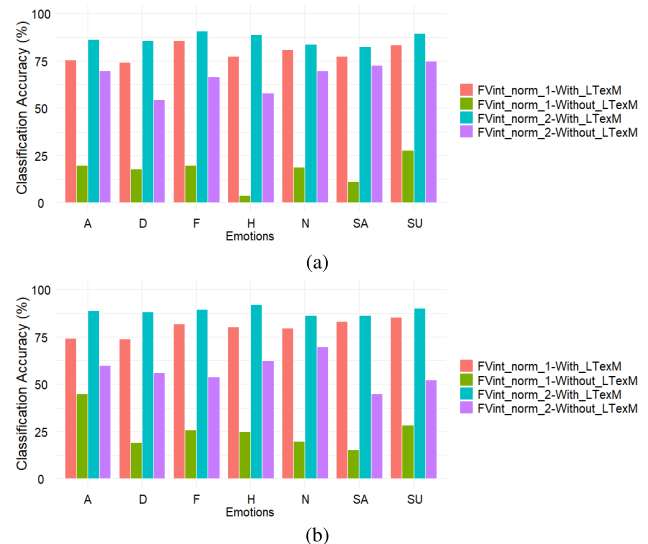 Classification Accuracy (%)
100
75
50
25
0
A D F H N SA SU
Emotions
FVint_norm_1-With_LTexM
FVint_norm_1-Without_LTexM
FVint_norm_2-With_LTexM
FVint_norm_2-Without_LTexM
(a)
Classification Accuracy (%)
100
75
50
25
0
A D F H N SA SU
Emotions
FVint_norm_1-With_LTexM
FVint_norm_1-Without_LTexM
FVint_norm_2-With_LTexM
FVint_norm_2-Without_LTexM
(b)